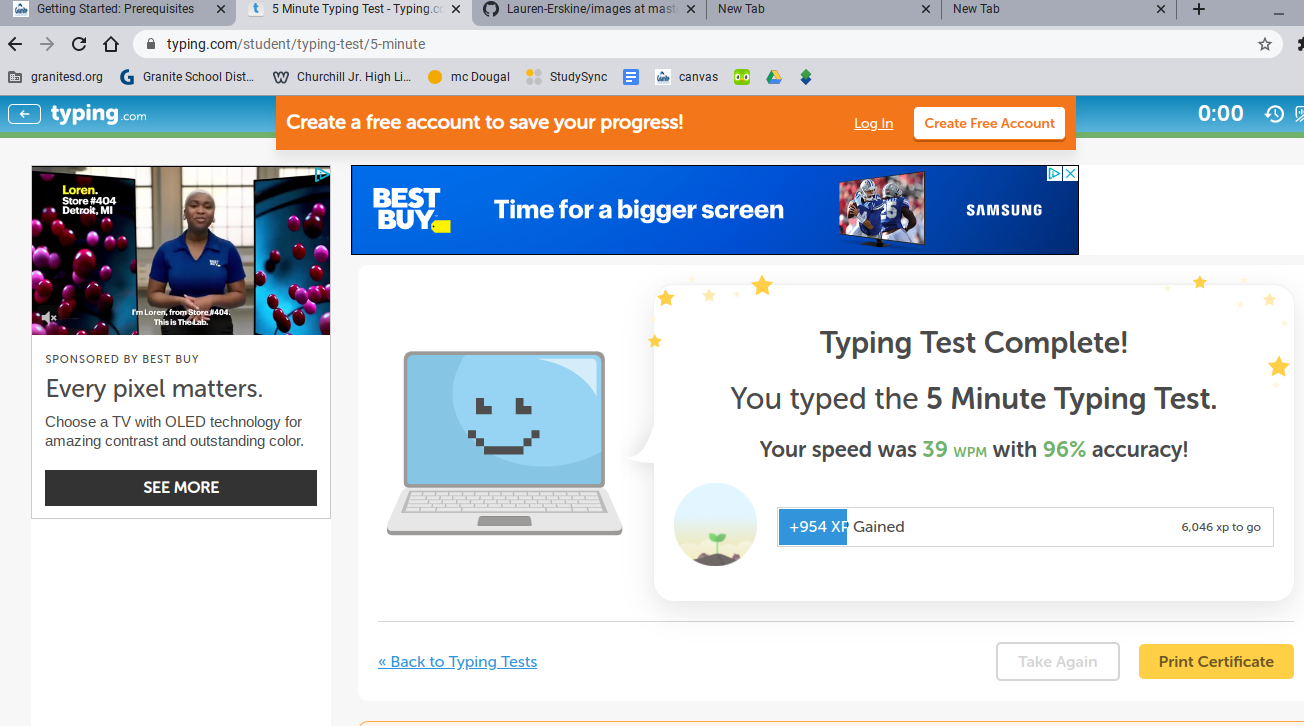 Getting Started: Prerequisites
5 Minute Typing Test - Typing.c
Lauren-Erskine/images at mast
New Tab
New Tab
typing.com/student/typing-test/5-minute
granitesd.org
Granite School Dist...
Churchill Jr. High Li...
mc Dougal
StudySync
canvas
typing.com
Create a free account to save your progress!
Log In
Create Free Account
0:00
Loren.
Store #404
Detroit, MI
I'm Loren, from Store #404.
This is The Lab.
BEST
BUY
Time for a bigger screen
SAMSUNG
SPONSORED BY BEST BUY
Every pixel matters.
Choose a TV with OLED technology for
amazing contrast and outstanding color.
SEE MORE
Typing Test Complete!
You typed the 5 Minute Typing Test.
Your speed was 39 WPM with 96% accuracy!
+954 XP Gained
6,046 xp to go
« Back to Typing Tests
Take Again
Print Certificate